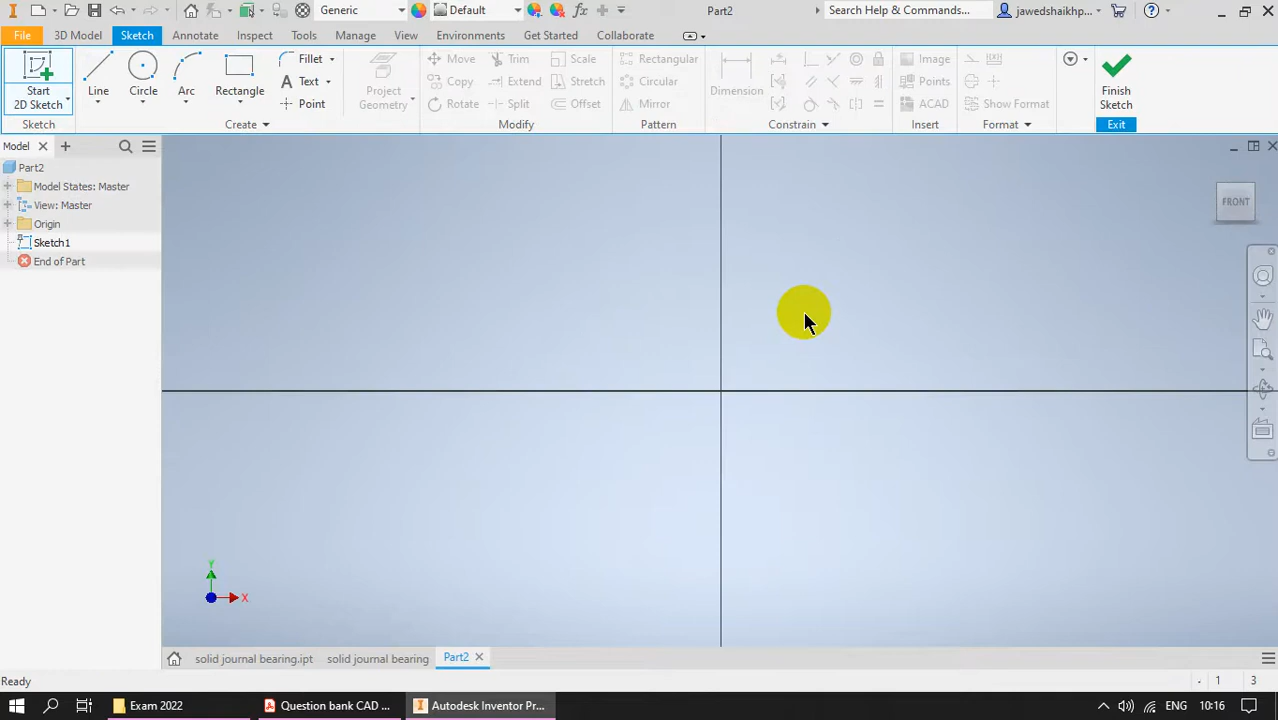 Generic
Default
fx
Part2
Search Help & Commands...
jawedshaikhp...
File
3D Model
Sketch
Annotate
Inspect
Tools
Manage
View
Environments
Get Started
Collaborate
Start
2D Sketch
Line
Circle
Arc
Rectangle
Fillet
Text
Point
Project
Geometry
Move
Copy
Rotate
Trim
Extend
Split
Scale
Stretch
Offset
Rectangular
Circular
Mirror
Dimension
Image
Points
ACAD
Show Format
Finish
Sketch
Sketch
Create
Modify
Pattern
Constrain
Insert
Format
Exit
Model
Part2
Model States: Master
View: Master
Origin
Sketch1
End of Part
FRONT
Y
X
solid journal bearing.ipt
solid journal bearing
Part2
Ready
1
3
Exam 2022
Question bank CAD ...
Autodesk Inventor Pr...
ENG
10:16